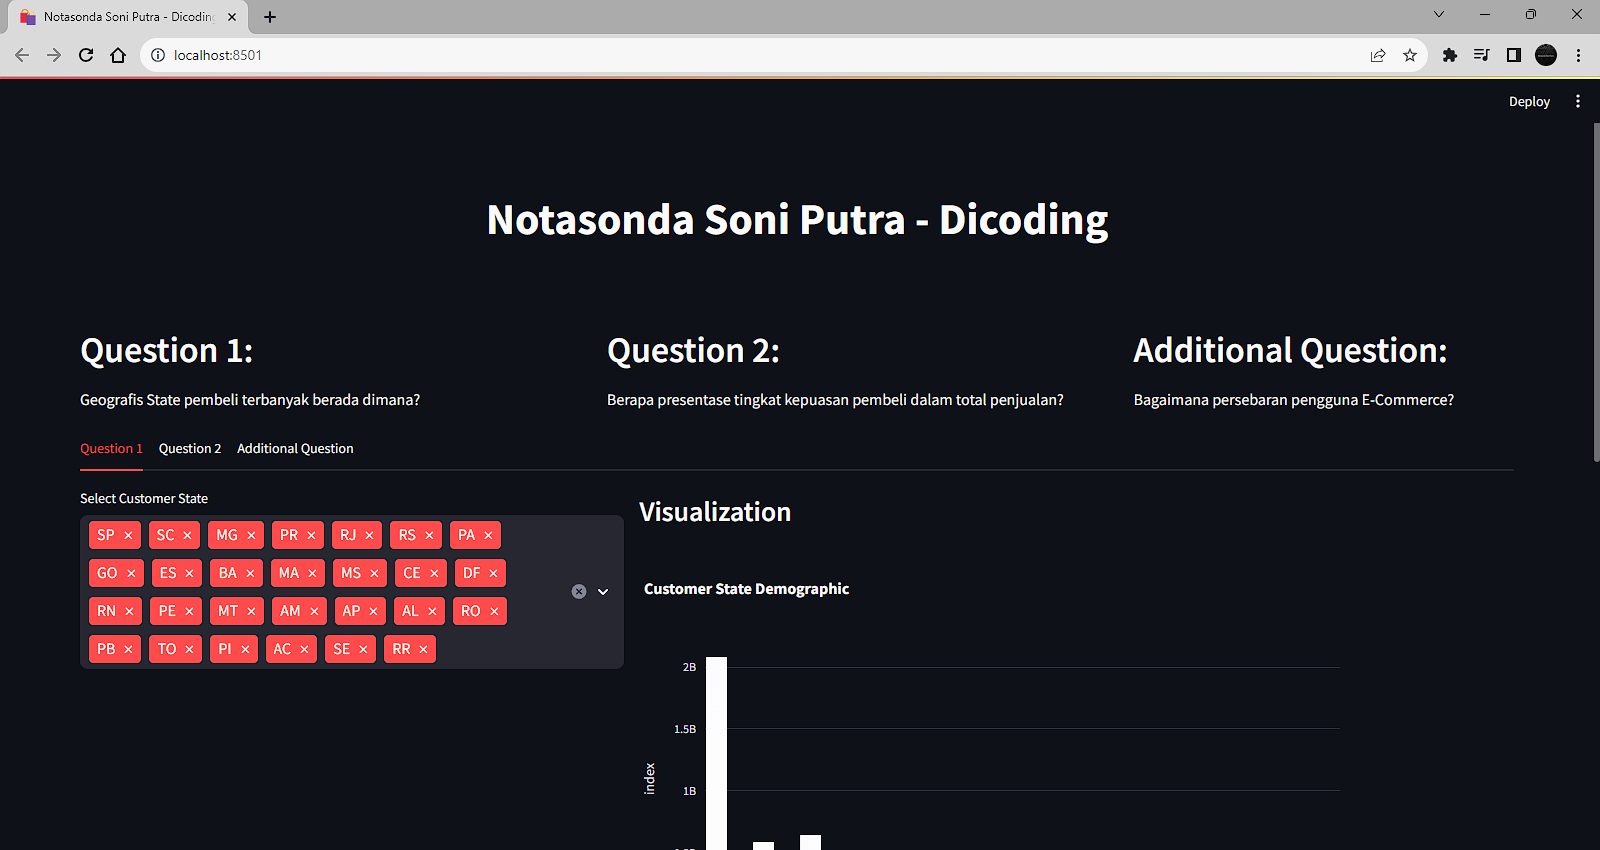 Notasonda Soni Putra - Dicoding
localhost:8501
Deploy
Notasonda Soni Putra - Dicoding
Question 1:
Geografis State pembeli terbanyak berada dimana?
Question 2:
Berapa presentase tingkat kepuasan pembeli dalam total penjualan?
Additional Question:
Bagaimana persebaran pengguna E-Commerce?
Question 1 Question 2 Additional Question
Select Customer State
SP SC MG PR RJ RS PA
GO ES BA MA MS CE DF
RN PE MT AM AP AL RO
PB TO PI AC SE RR
Visualization
Customer State Demographic
2B
1.5B
1B
index